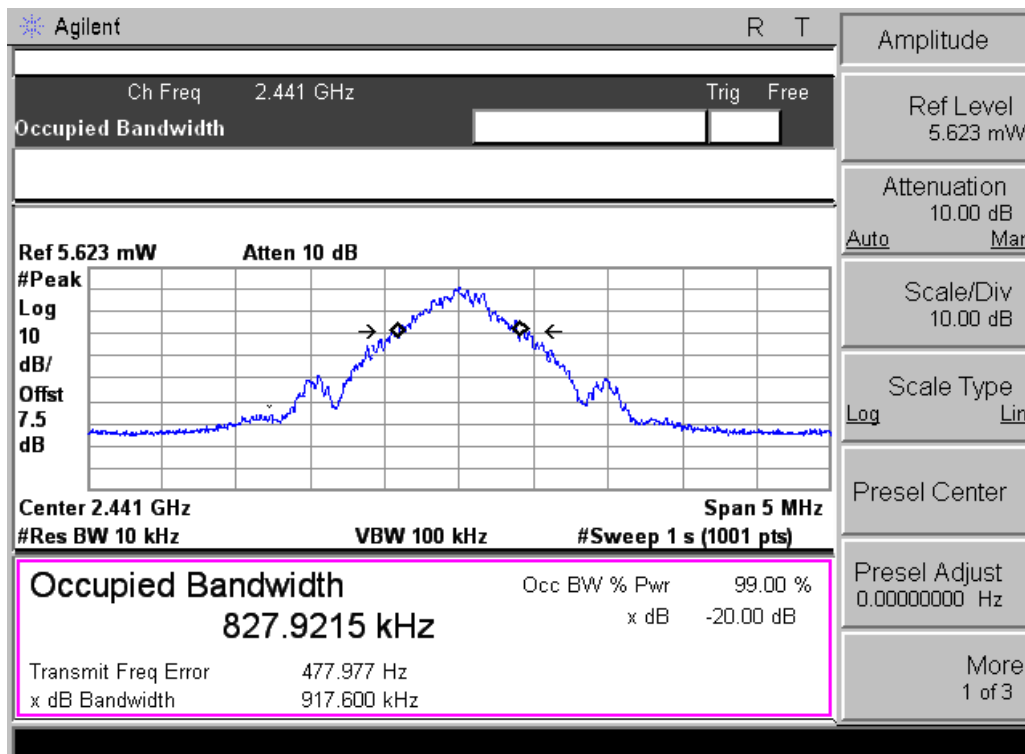 Agilent R T
Ch Freq 2.441 GHz Trig Free
Occupied Bandwidth
Ref 5.623 mW Atten 10 dB
#Peak
Log
10
dB/
Offst
7.5
dB
Center 2.441 GHz Span 5 MHz
#Res BW 10 kHz VBW 100 kHz #Sweep 1 s (1001 pts)
Occupied Bandwidth Occ BW % Pwr 99.00 %
827.9215 kHz x dB -20.00 dB
Transmit Freq Error 477.977 Hz
x dB Bandwidth 917.600 kHz
Amplitude
Ref Level
5.623 mW
Attenuation
10.00 dB
Auto Man
Scale/Div
10.00 dB
Scale Type
Log Lin
Presel Center
Presel Adjust
0.00000000 Hz
More
1 of 3